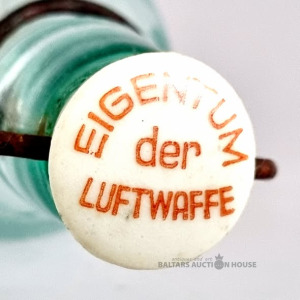 EIGENTUM
der
LUFTWAFFE
BALTARS AUCTION HOUSE